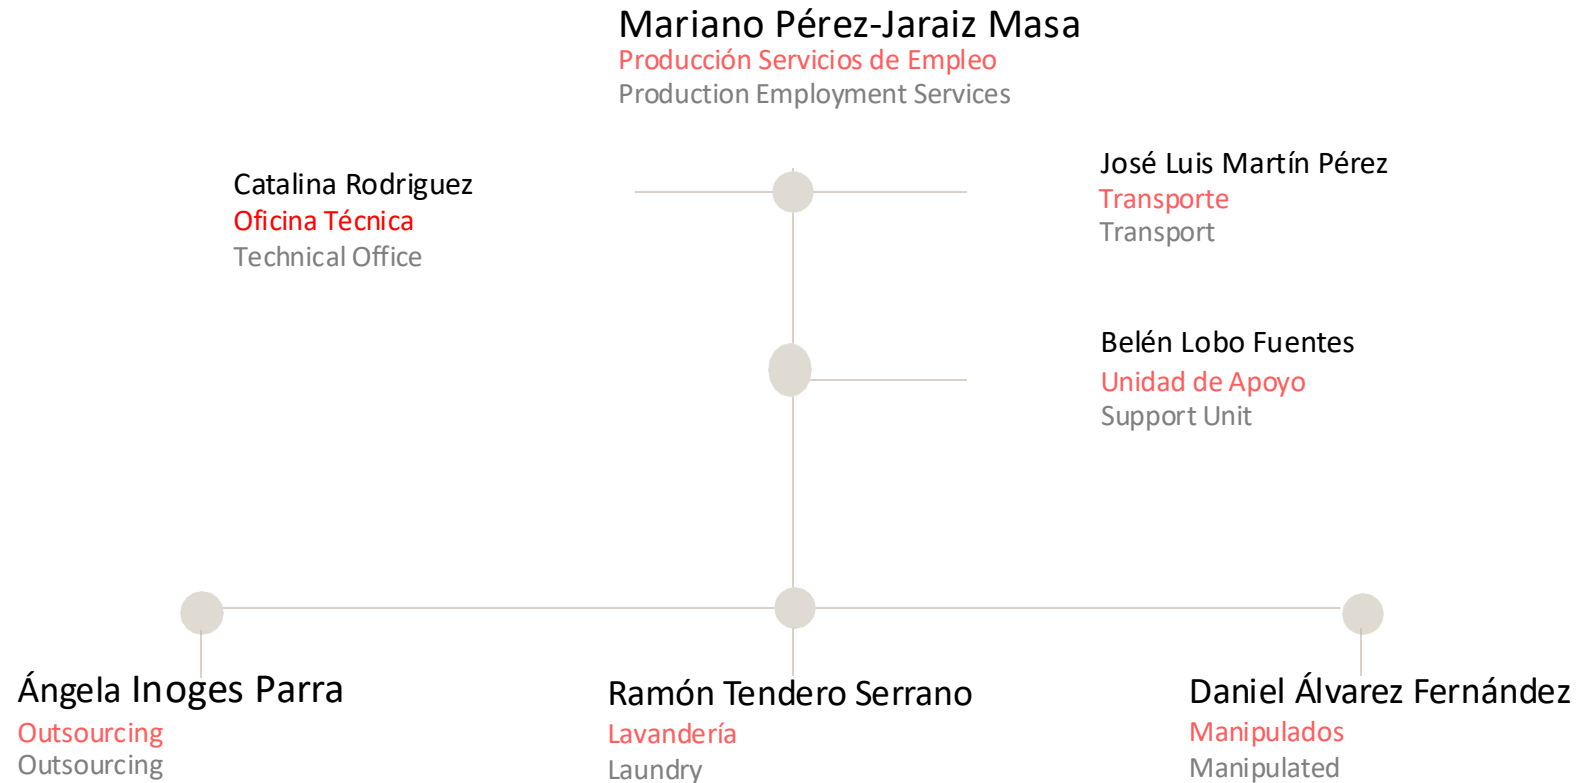 Mariano Pérez-Jaraiz Masa
Producción Servicios de Empleo
Production Employment Services
Catalina Rodriguez
Oficina Técnica
Technical Office
José Luis Martín Pérez
Transporte
Transport
Belén Lobo Fuentes
Unidad de Apoyo
Support Unit
Ángela Inoges Parra
Outsourcing
Outsourcing
Ramón Tendero Serrano
Lavandería
Laundry
Daniel Álvarez Fernández
Manipulados
Manipulated